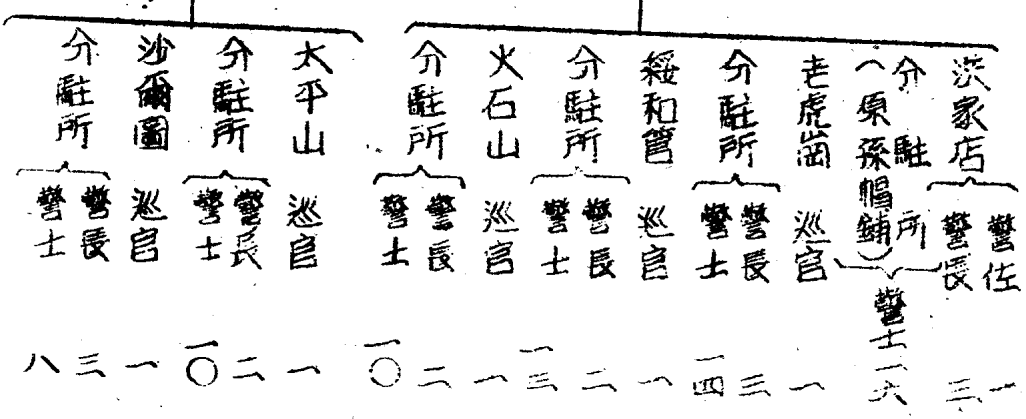 洪家店
分駐所
(原孫帽鋪)
警佐 一
警長 三
警士 一六
老虎崗
分駐所
巡官 一
警長 三
警士 一四
綏和管
分駐所
巡官 一
警長 二
警士 一三
火石山
分駐所
巡官 一
警長 二
警士 一〇
太平山
分駐所
巡官 一
警長 二
警士 一〇
沙爾圖
分駐所
巡官 一
警長 三
警士 八